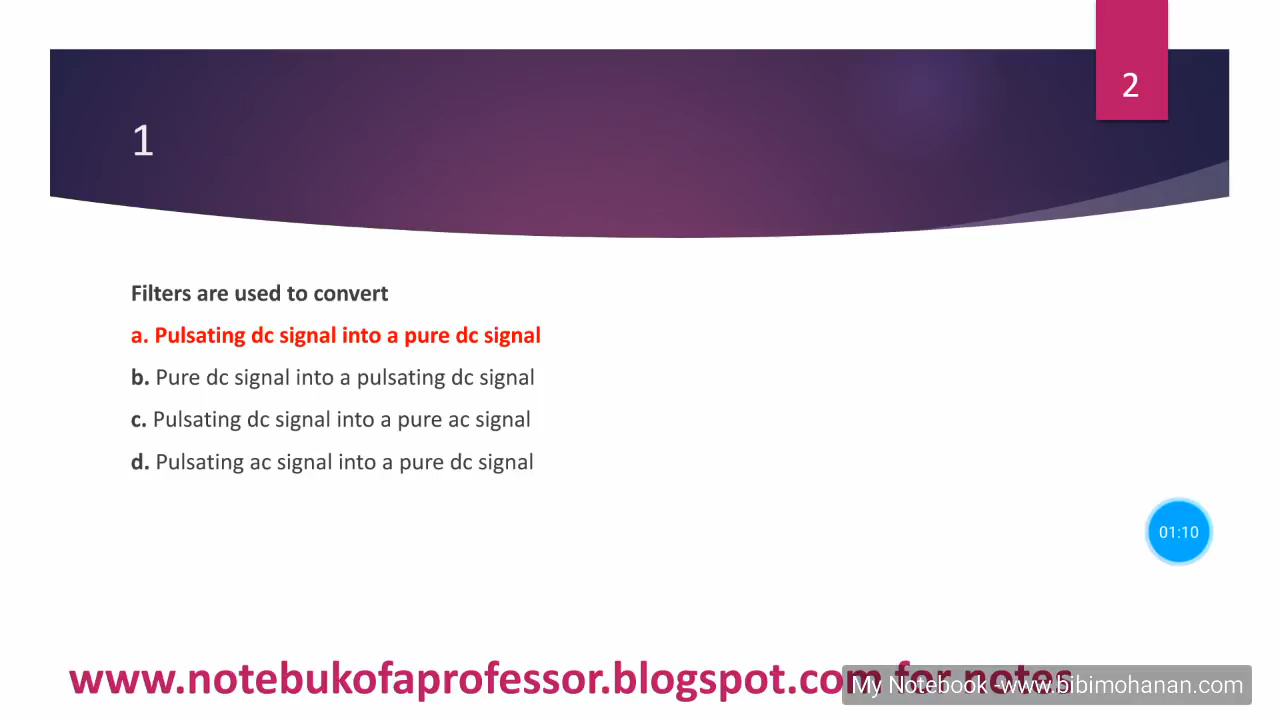 2
1
Filters are used to convert
a. Pulsating dc signal into a pure dc signal
b. Pure dc signal into a pulsating dc signal
c. Pulsating dc signal into a pure ac signal
d. Pulsating ac signal into a pure dc signal
01:10
www.notebukofaprofessor.blogspot.com for notes
My Notebook -www.bibimohanan.com